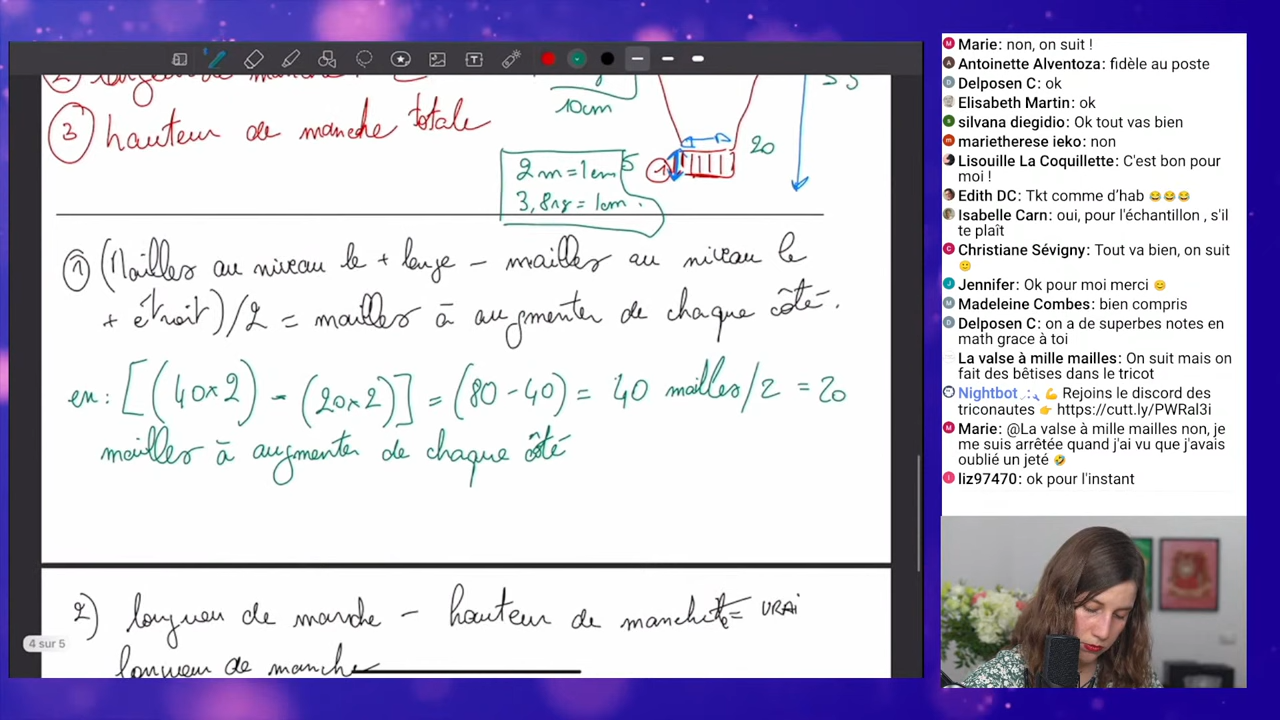 3) hauteur de manche totale
10cm
20
35
5
1
2 m = 1 cm
3,8rg = 1cm.
1) (Mailles au niveau le + large - mailles au niveau le
+ étroit)/2 = mailles à augmenter de chaque côté.
ex: [(40x2) - (20x2)] = (80 - 40) = 40 mailles/2 = 20
mailles à augmenter de chaque côté
2) longueur de manche - hauteur de manchette = VRAI
longueur de manche
4 sur 5
Marie: non, on suit !
Antoinette Alventoza: fidèle au poste
Delposen C: ok
Elisabeth Martin: ok
silvana diegidio: Ok tout vas bien
marietherese ieko: non
Lisouille La Coquillette: C'est bon pour
moi !
Edith DC: Tkt comme d'hab 😂😂😂
Isabelle Carn: oui, pour l'échantillon , s'il
te plaît
Christiane Sévigny: Tout va bien, on suit
🙂
Jennifer: Ok pour moi merci 😊
Madeleine Combes: bien compris
Delposen C: on a de superbes notes en
math grace à toi
La valse à mille mailles: On suit mais on
fait des bêtises dans le tricot
Nightbot: 💪 Rejoins le discord des
triconautes 👉 https://cutt.ly/PWRal3i
Marie: @La valse à mille mailles non, je
me suis arrêtée quand j'ai vu que j'avais
oublié un jeté 🤣
liz97470: ok pour l'instant